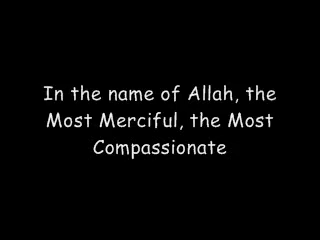 In the name of Allah, the
Most Merciful, the Most
Compassionate